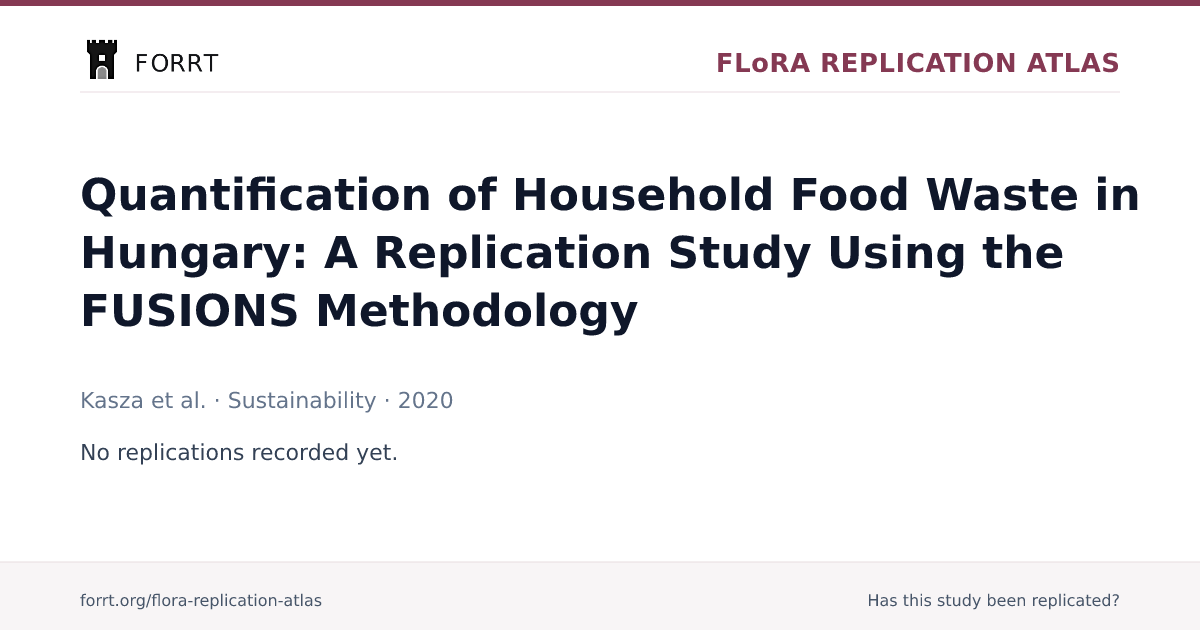 FORRT
FLoRA REPLICATION ATLAS
Quantification of Household Food Waste in
Hungary: A Replication Study Using the
FUSIONS Methodology
Kasza et al. · Sustainability · 2020
No replications recorded yet.
forrt.org/flora-replication-atlas
Has this study been replicated?